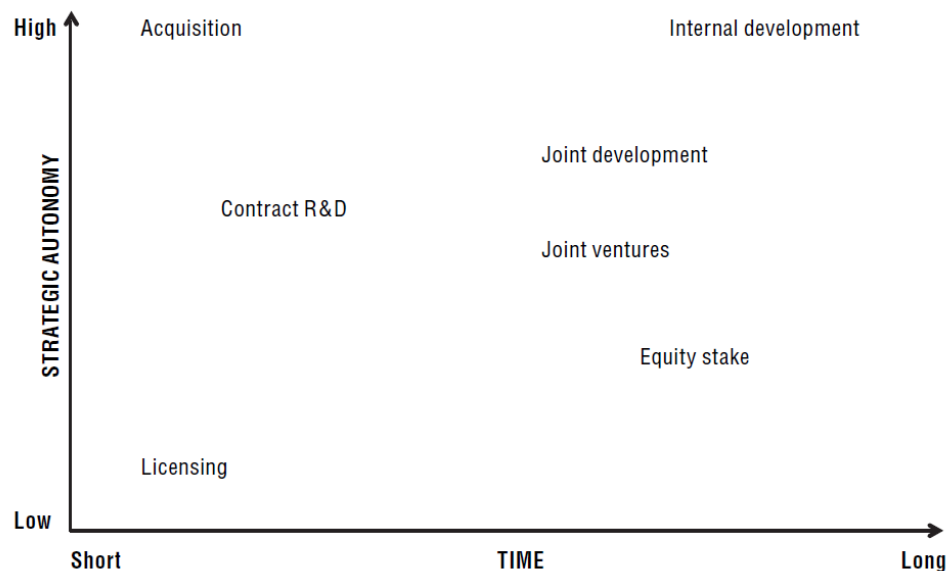 High
Acquisition
Internal development
Joint development
Contract R&D
Joint ventures
Equity stake
Licensing
STRATEGIC AUTONOMY
Low
Short
TIME
Long